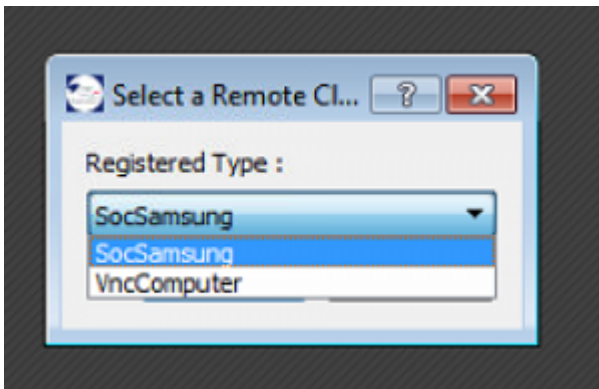 Select a Remote Cl...
?
Registered Type :
SocSamsung
SocSamsung
VncComputer